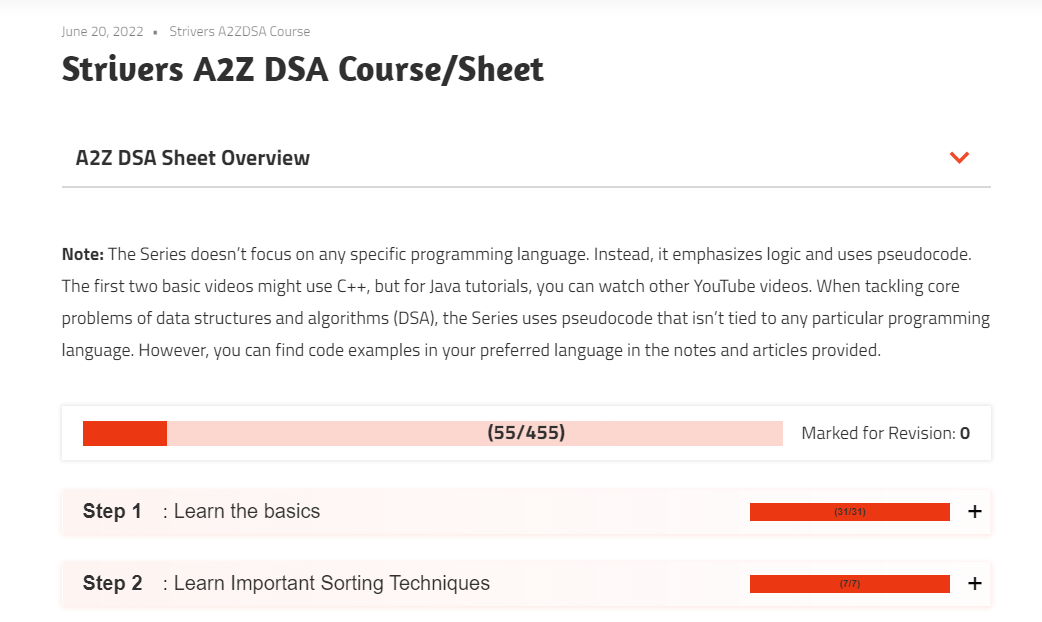 June 20, 2022 ▪ Strivers A2ZDSA Course
Strivers A2Z DSA Course/Sheet
A2Z DSA Sheet Overview
Note: The Series doesn’t focus on any specific programming language. Instead, it emphasizes logic and uses pseudocode.
The first two basic videos might use C++, but for Java tutorials, you can watch other YouTube videos. When tackling core
problems of data structures and algorithms (DSA), the Series uses pseudocode that isn’t tied to any particular programming
language. However, you can find code examples in your preferred language in the notes and articles provided.
(55/455) Marked for Revision: 0
Step 1 : Learn the basics (31/31) +
Step 2 : Learn Important Sorting Techniques (7/7) +